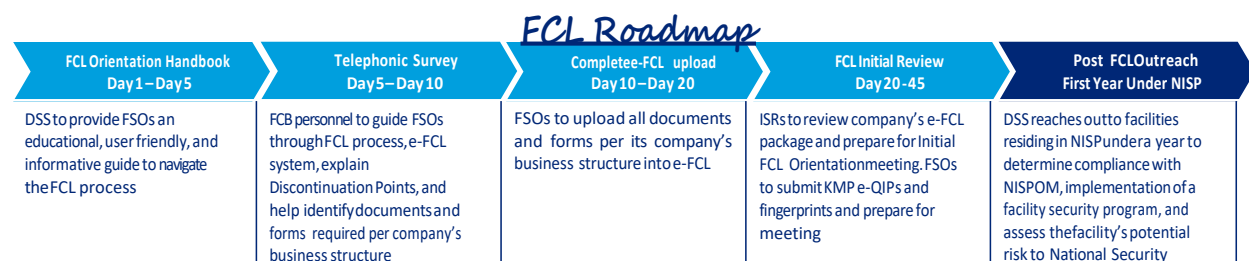 FCL Roadmap
FCL Orientation Handbook
Day 1 – Day 5
DSS to provide FSOs an
educational, user friendly, and
informative guide to navigate
the FCL process
Telephonic Survey
Day 5 – Day 10
FCB personnel to guide FSOs
through FCL process, e-FCL
system, explain
Discontinuation Points, and
help identify documents and
forms required per company's
business structure
Completee-FCL upload
Day 10 – Day 20
FSOs to upload all documents
and forms per its company's
business structure into e-FCL
FCL Initial Review
Day 20-45
ISRs to review company's e-FCL
package and prepare for Initial
FCL Orientation meeting. FSOs
to submit KMP e-QIPs and
fingerprints and prepare for
meeting
Post FCL Outreach
First Year Under NISP
DSS reaches out to facilities
residing in NISP under a year to
determine compliance with
NISPOM, implementation of a
facility security program, and
assess the facility's potential
risk to National Security